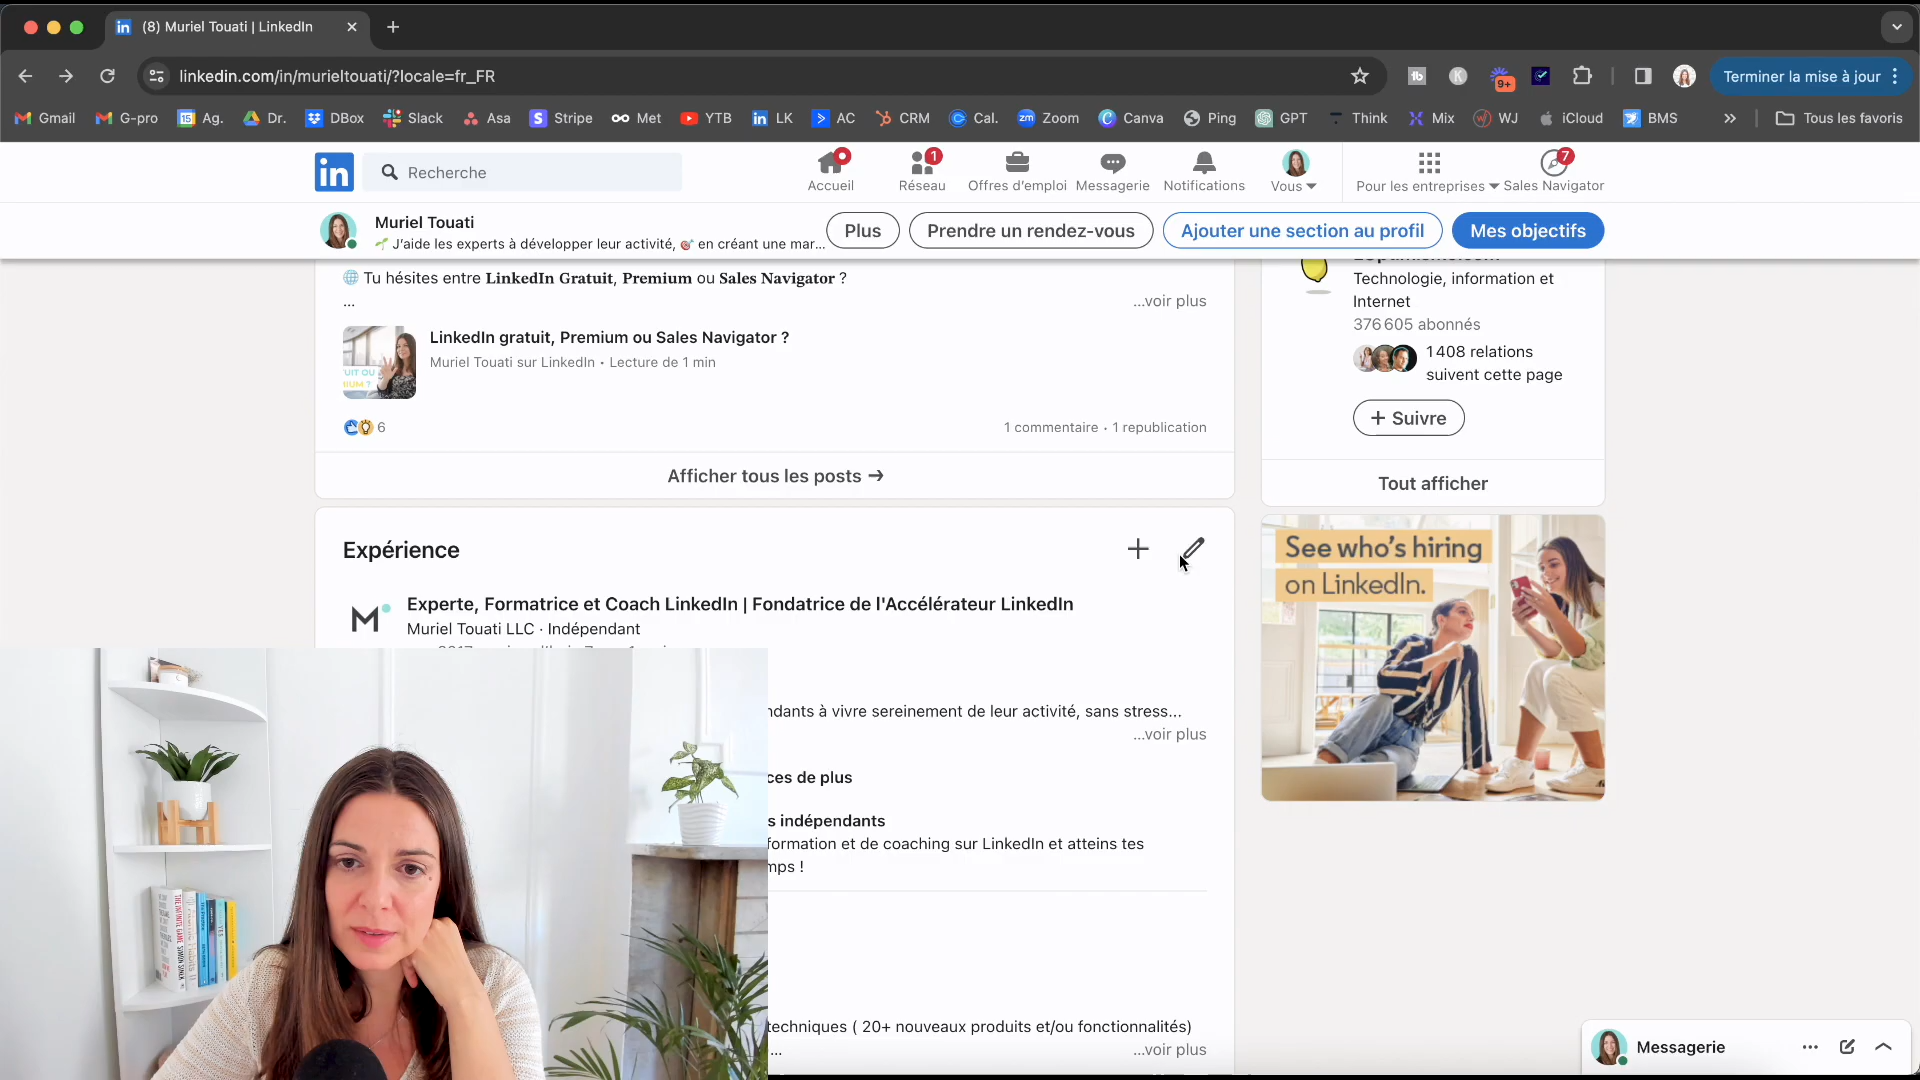 (8) Muriel Touati | LinkedIn
linkedin.com/in/murieltouati/?locale=fr_FR
9+
Terminer la mise à jour
Gmail
G-pro
15
Ag.
Dr.
DBox
Slack
Asa
Stripe
Met
YTB
LK
AC
CRM
Cal.
Zoom
Canva
Ping
GPT
Think
Mix
WJ
iCloud
BMS
Tous les favoris
in
Recherche
Accueil
1
Réseau
Offres d'emploi
Messagerie
Notifications
Vous
Pour les entreprises
7
Sales Navigator
Muriel Touati
J'aide les experts à développer leur activité, en créant une mar...
Plus
Prendre un rendez-vous
Ajouter une section au profil
Mes objectifs
Tu hésites entre LinkedIn Gratuit, Premium ou Sales Navigator ?
...
...voir plus
LinkedIn gratuit, Premium ou Sales Navigator ?
Muriel Touati sur LinkedIn • Lecture de 1 min
6
1 commentaire • 1 republication
Afficher tous les posts →
Technologie, information et
Internet
376 605 abonnés
1 408 relations
suivent cette page
+ Suivre
Tout afficher
See who's hiring
on LinkedIn.
Expérience
M
Experte, Formatrice et Coach LinkedIn | Fondatrice de l'Accélérateur LinkedIn
Muriel Touati LLC · Indépendant
ndants à vivre sereinement de leur activité, sans stress...
...voir plus
ces de plus
s indépendants
formation et de coaching sur LinkedIn et atteins tes
mps !
techniques ( 20+ nouveaux produits et/ou fonctionnalités)
...
...voir plus
Messagerie